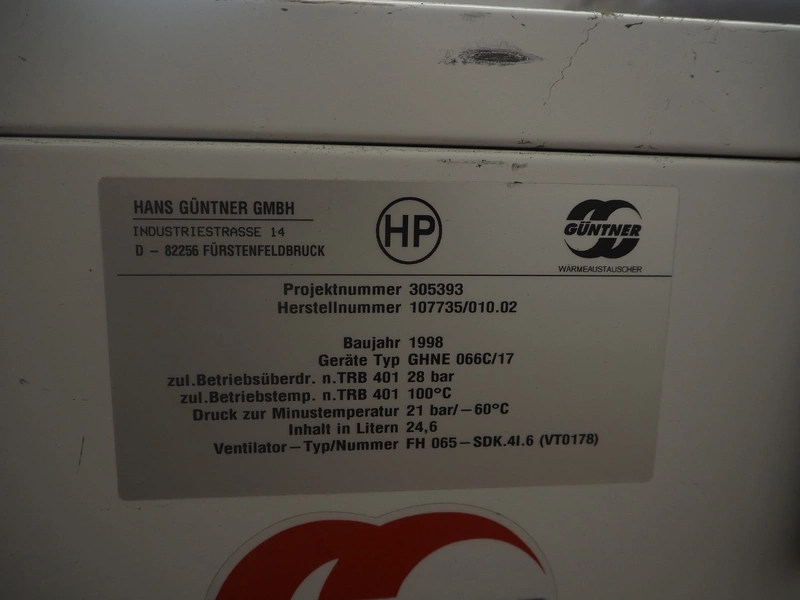 HANS GÜNTNER GMBH
INDUSTRIESTRASSE 14
D – 82256 FÜRSTENFELDBRUCK
HP
GÜNTNER
WÄRMEAUSTAUSCHER
Projektnummer 305393
Herstellnummer 107735/010.02
Baujahr 1998
Geräte Typ GHNE 066C/17
zul.Betriebsüberdr. n.TRB 401 28 bar
zul.Betriebstemp. n.TRB 401 100°C
Druck zur Minustemperatur 21 bar/–60°C
Inhalt in Litern 24,6
Ventilator–Typ/Nummer FH 065–SDK.4I.6 (VT0178)